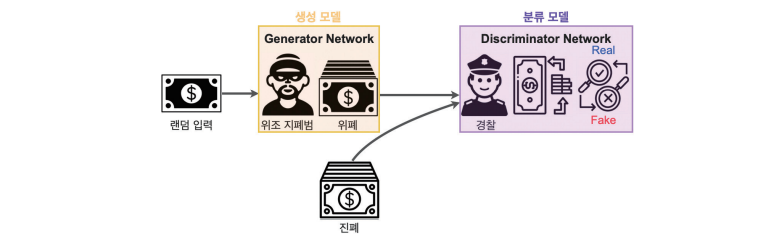 생성 모델
분류 모델
Generator Network
Discriminator Network
Real
Fake
랜덤 입력
위조 지폐범
위폐
경찰
진폐